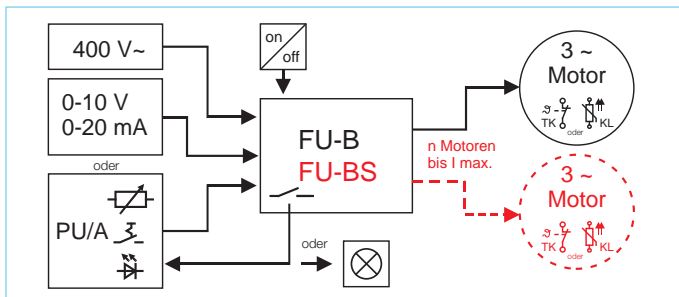 400 V~
on
off
0-10 V
0-20 mA
oder
PU/A
FU-B
FU-BS
oder
n Motoren
bis I max.
3 ~
Motor
ϑ
TK
oder
KL
3 ~
Motor
ϑ
TK
oder
KL